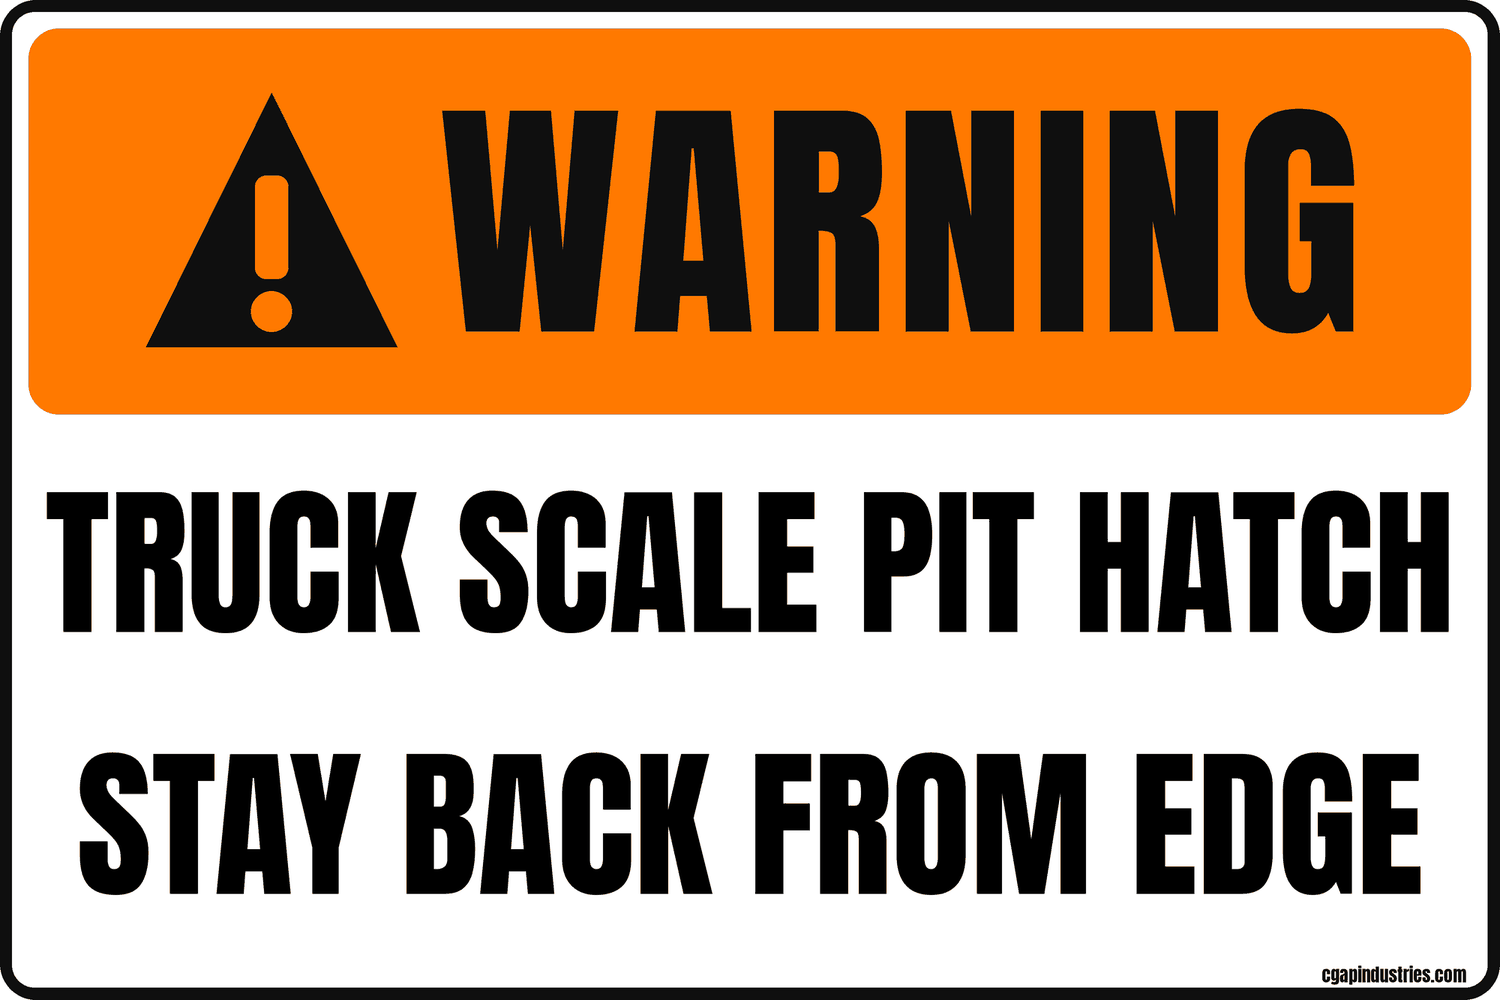 WARNING
TRUCK SCALE PIT HATCH
STAY BACK FROM EDGE
cgapindustries.com